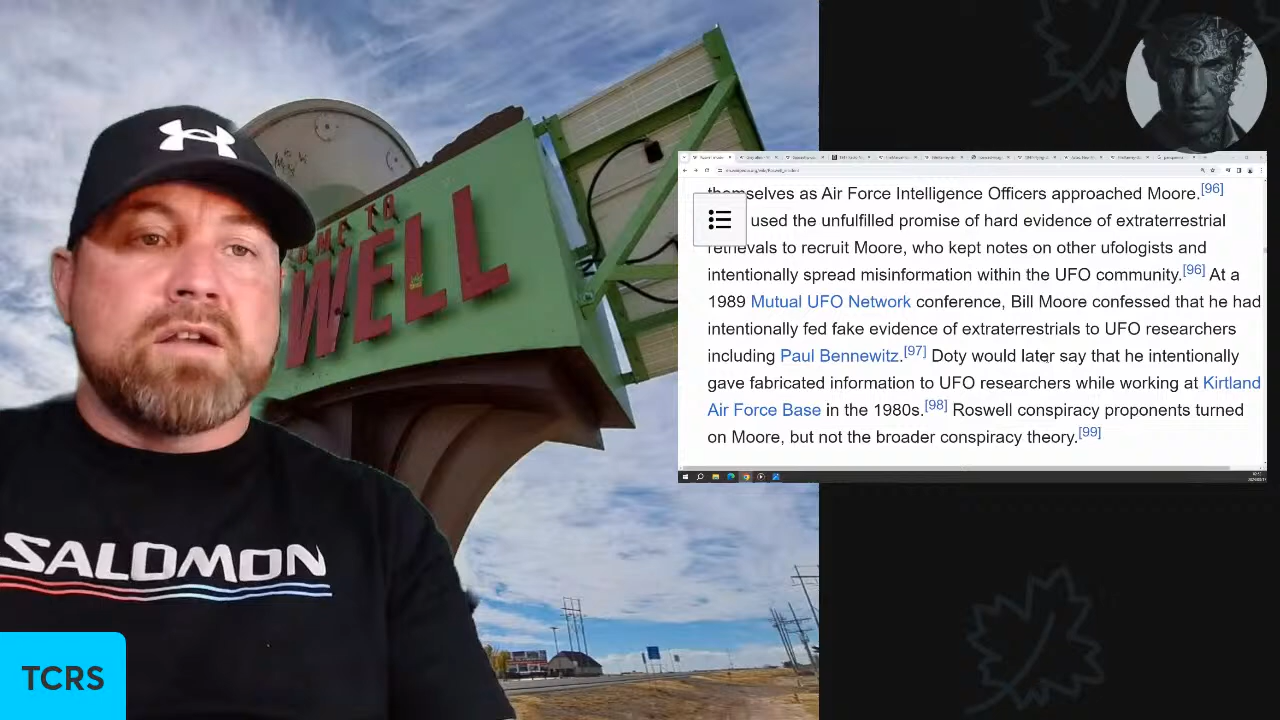 OME TO
WELL
SALOMON
TCRS
themselves as Air Force Intelligence Officers approached Moore.[96]
used the unfulfilled promise of hard evidence of extraterrestrial
retrievals to recruit Moore, who kept notes on other ufologists and
intentionally spread misinformation within the UFO community.[96] At a
1989 Mutual UFO Network conference, Bill Moore confessed that he had
intentionally fed fake evidence of extraterrestrials to UFO researchers
including Paul Bennewitz.[97] Doty would later say that he intentionally
gave fabricated information to UFO researchers while working at Kirtland
Air Force Base in the 1980s.[98] Roswell conspiracy proponents turned
on Moore, but not the broader conspiracy theory.[99]